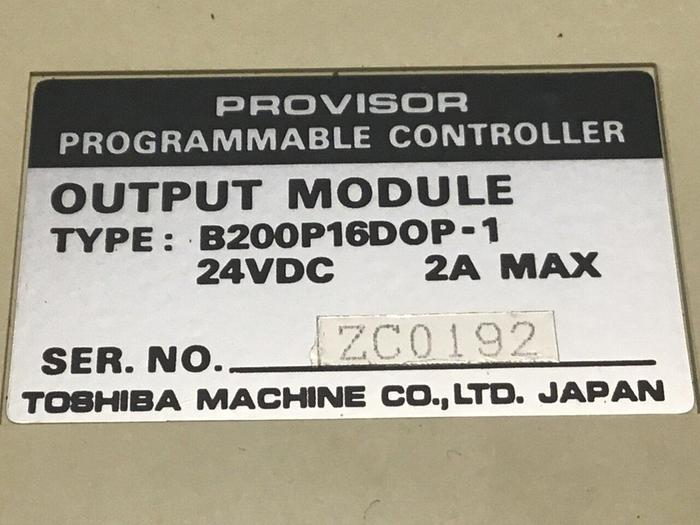 PROVISOR
PROGRAMMABLE CONTROLLER
OUTPUT MODULE
TYPE: B200P16DOP-1
24VDC 2A MAX
SER. NO. ZC0192
TOSHIBA MACHINE CO.,LTD. JAPAN